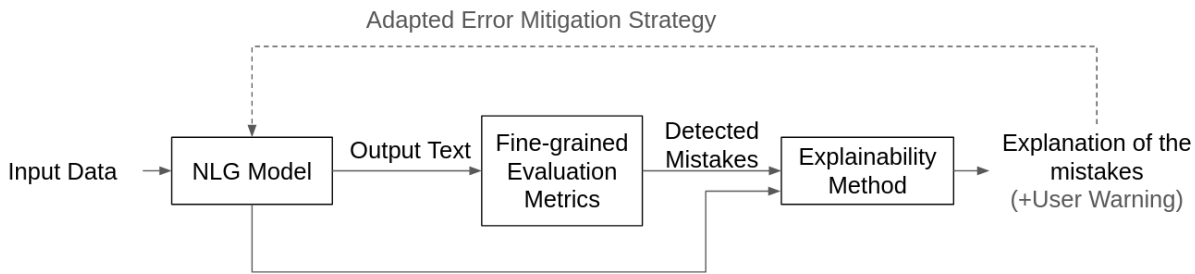 Adapted Error Mitigation Strategy
Input Data
NLG Model
Output Text
Fine-grained
Evaluation
Metrics
Detected
Mistakes
Explainability
Method
Explanation of the
mistakes
(+User Warning)